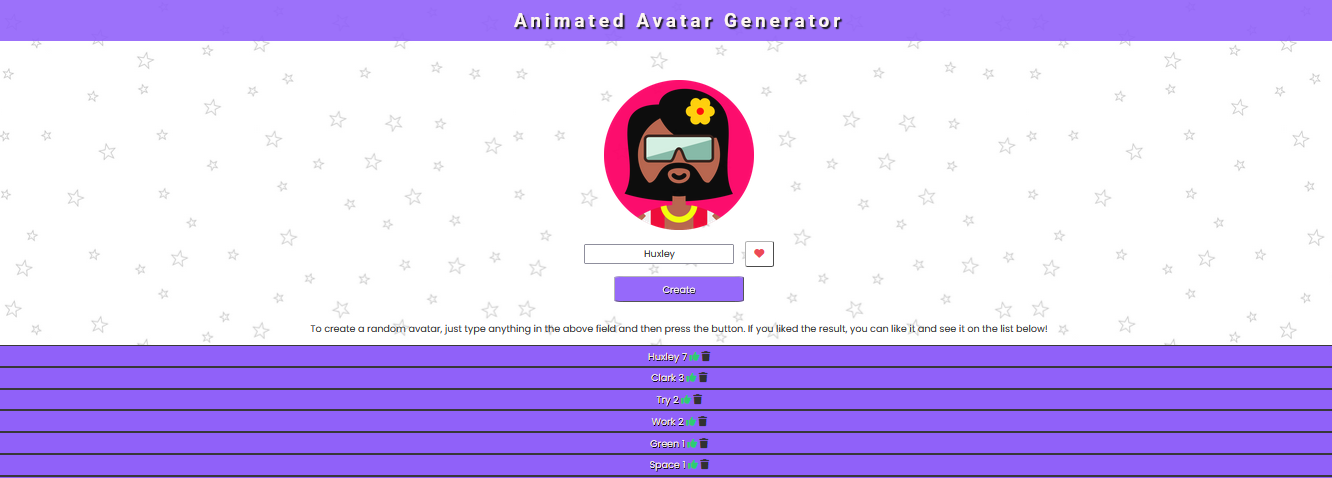 Animated Avatar Generator
Huxley
Create
To create a random avatar, just type anything in the above field and then press the button. If you liked the result, you can like it and see it on the list below!
Huxley 7
Clark 3
Try 2
Work 2
Green 1
Space 1